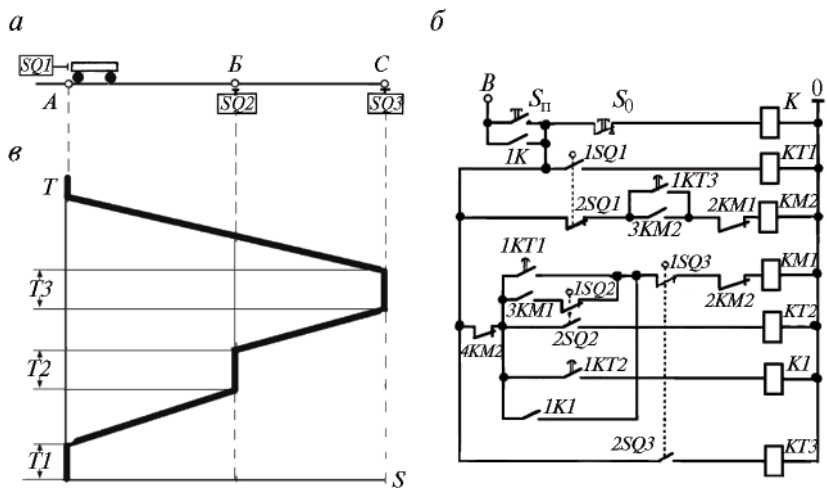 а
SQ1
Б
С
А
SQ2
SQ3
в
T
T3
T2
T1
S
б
В
Sп
S0
0
K
1K
1SQ1
KT1
1KT3
2SQ1
2KM1
KM2
3KM2
1KT1
1SQ3
KM1
1SQ2
3KM1
2KM2
KT2
4KM2
2SQ2
1KT2
K1
1K1
2SQ3
KT3